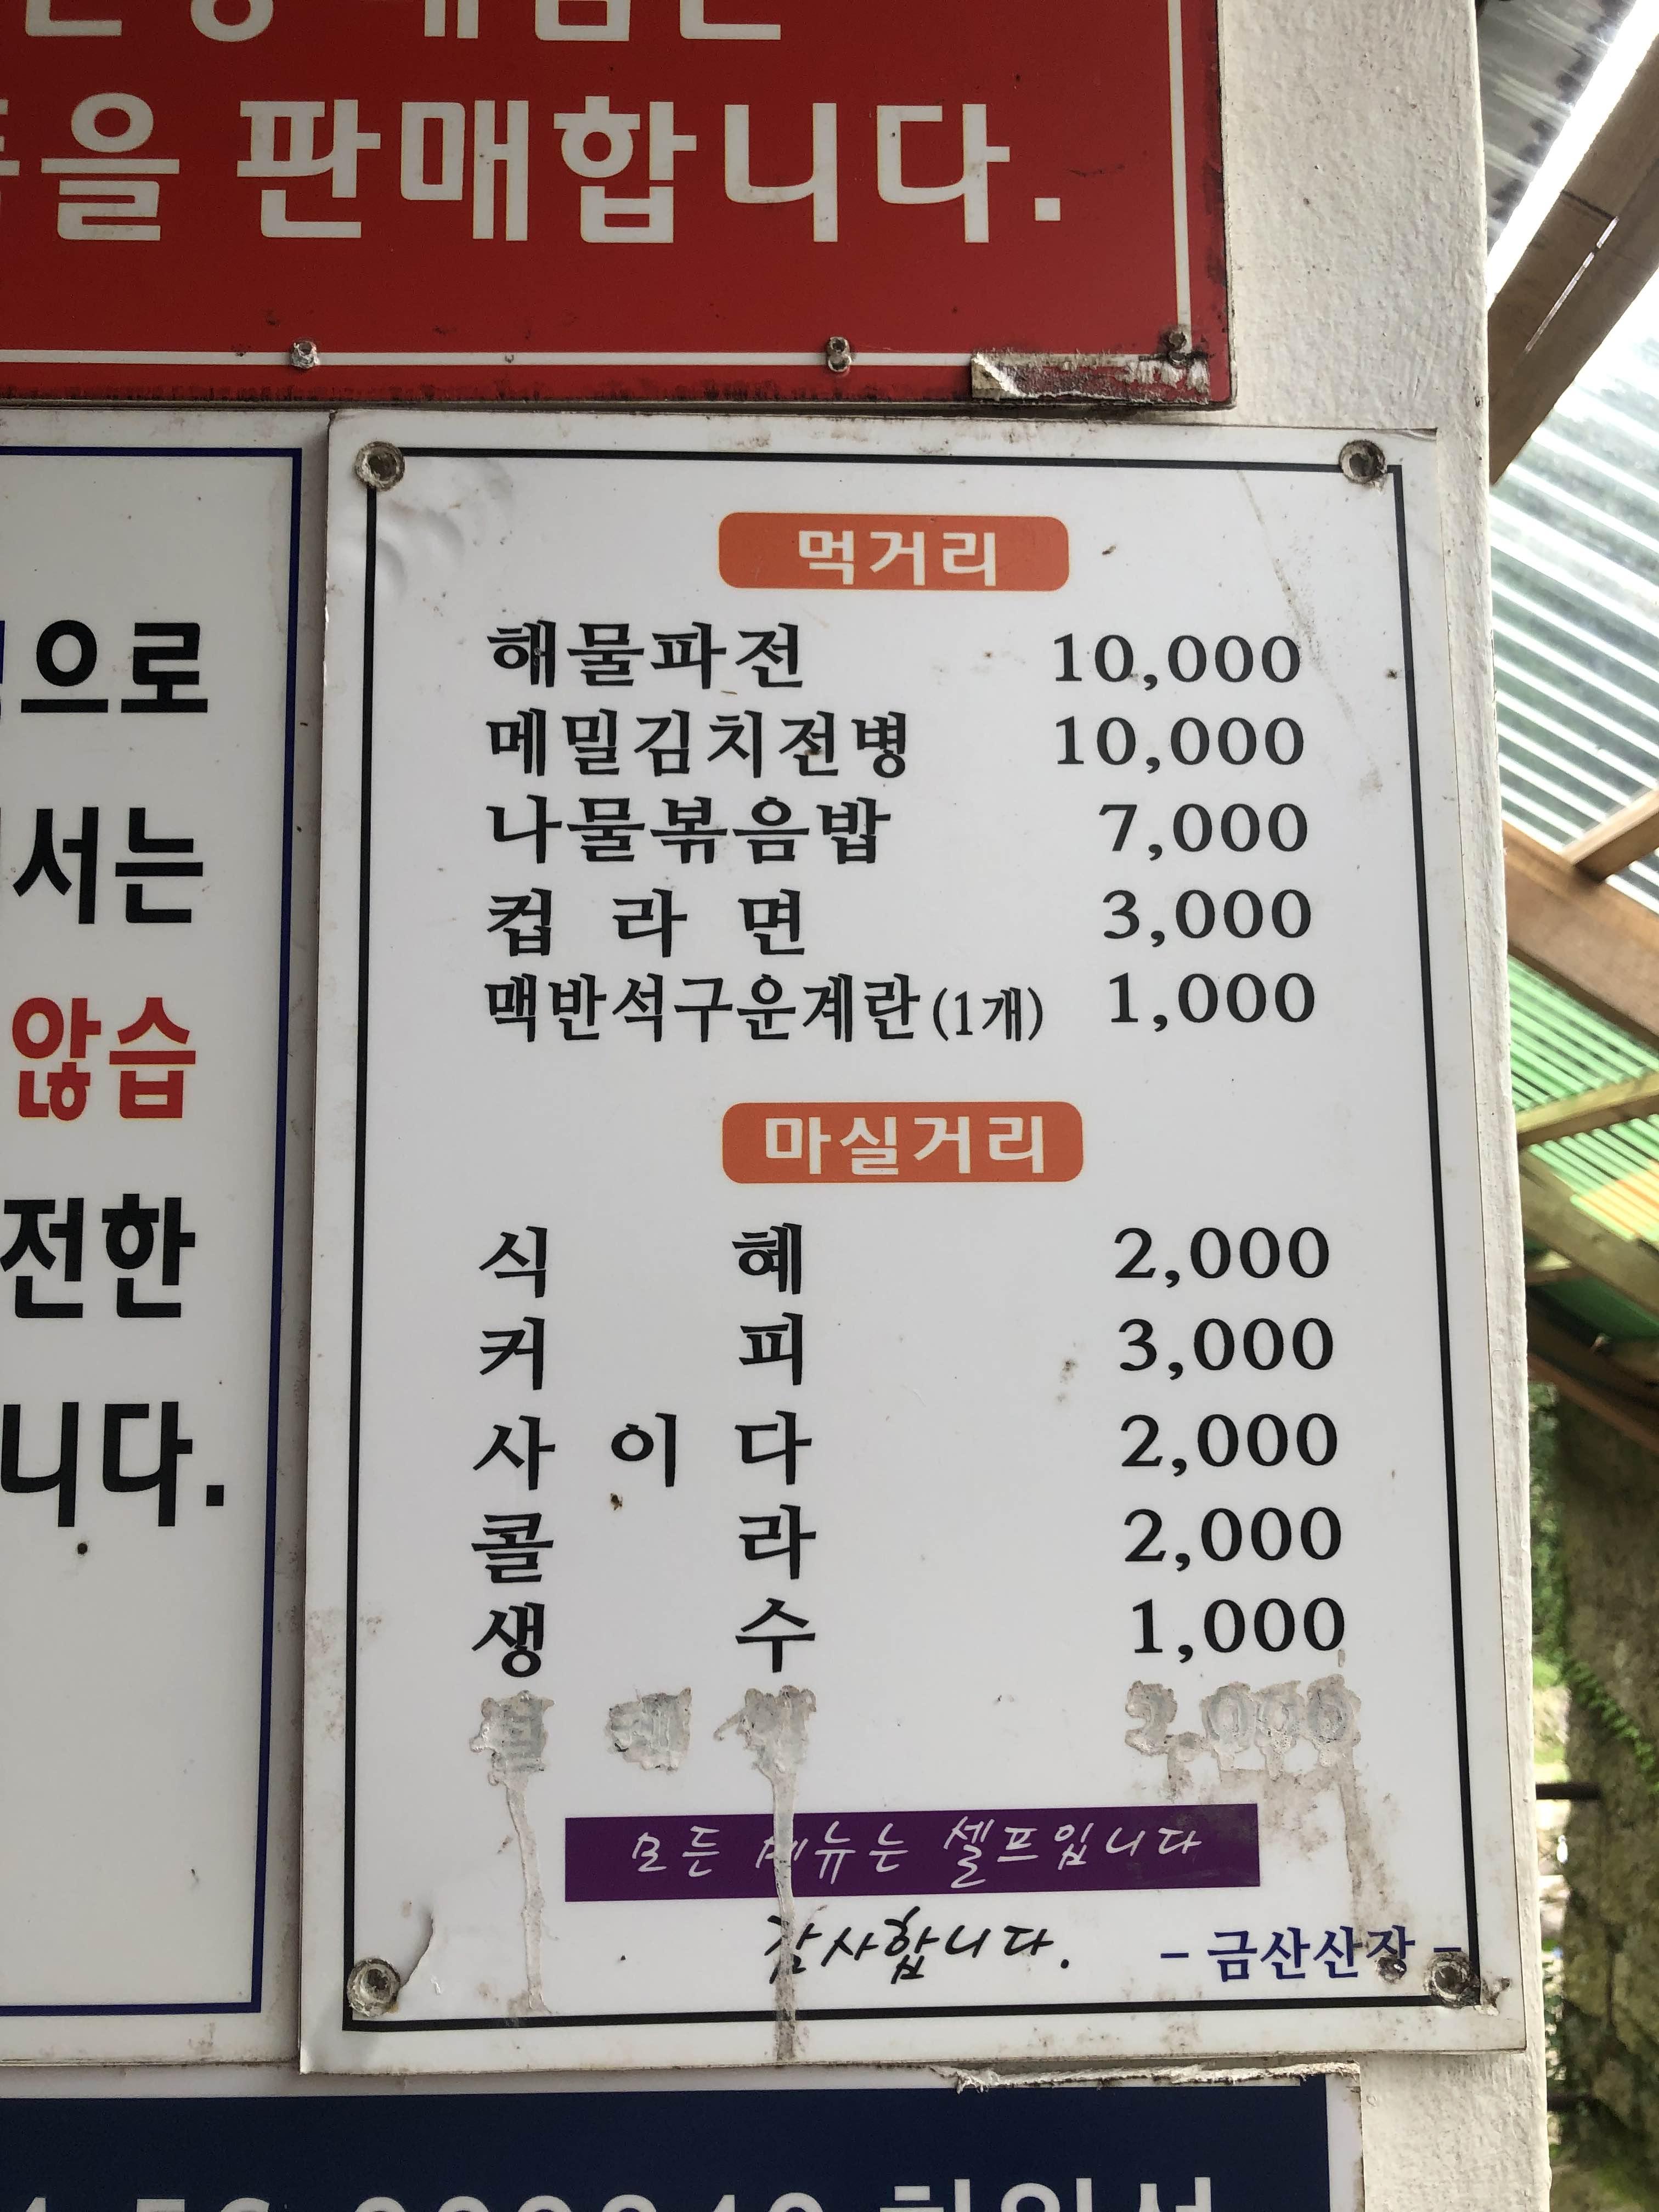 을 판매합니다.
으로
서는
않습
전한
니다.
먹거리
해물파전 10,000
메밀김치전병 10,000
나물볶음밥 7,000
컵 라 면 3,000
맥반석구운계란(1개) 1,000
마실거리
식 혜 2,000
커 피 3,000
사 이 다 2,000
콜 라 2,000
생 수 1,000
모든 메뉴는 셀프입니다
감사합니다.
- 금산산장 -